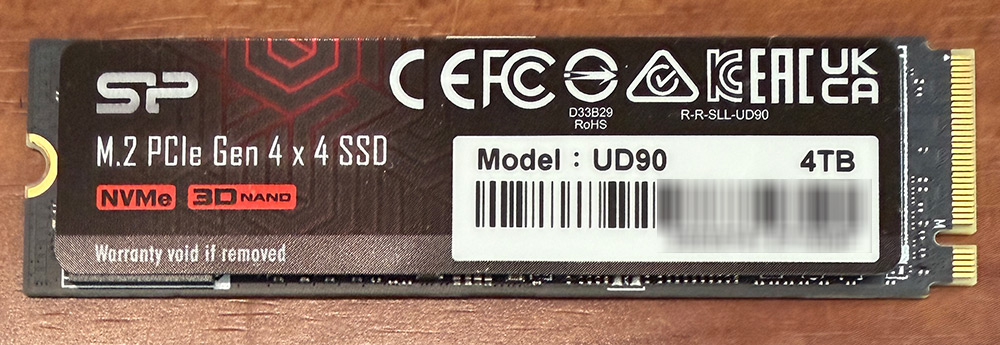 SP
M.2 PCIe Gen 4 x 4 SSD
NVMe 3D NAND
Warranty void if removed
CE FC EAC UK CA
D33B29
RoHS
R-R-SLL-UD90
Model : UD90 4TB
M